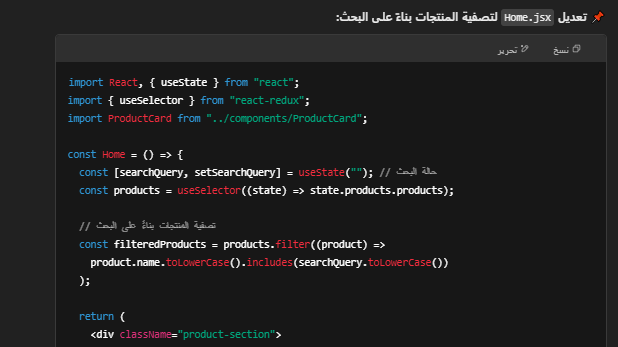 📌 تعديل Home.jsx لتصفية المنتجات بناءً على البحث:
نسخ تحرير
import React, { useState } from "react";
import { useSelector } from "react-redux";
import ProductCard from "../components/ProductCard";
const Home = () => {
const [searchQuery, setSearchQuery] = useState(""); // حالة البحث
const products = useSelector((state) => state.products.products);
// تصفية المنتجات بناءً على البحث
const filteredProducts = products.filter((product) =>
product.name.toLowerCase().includes(searchQuery.toLowerCase())
);
return (
<div className="product-section">